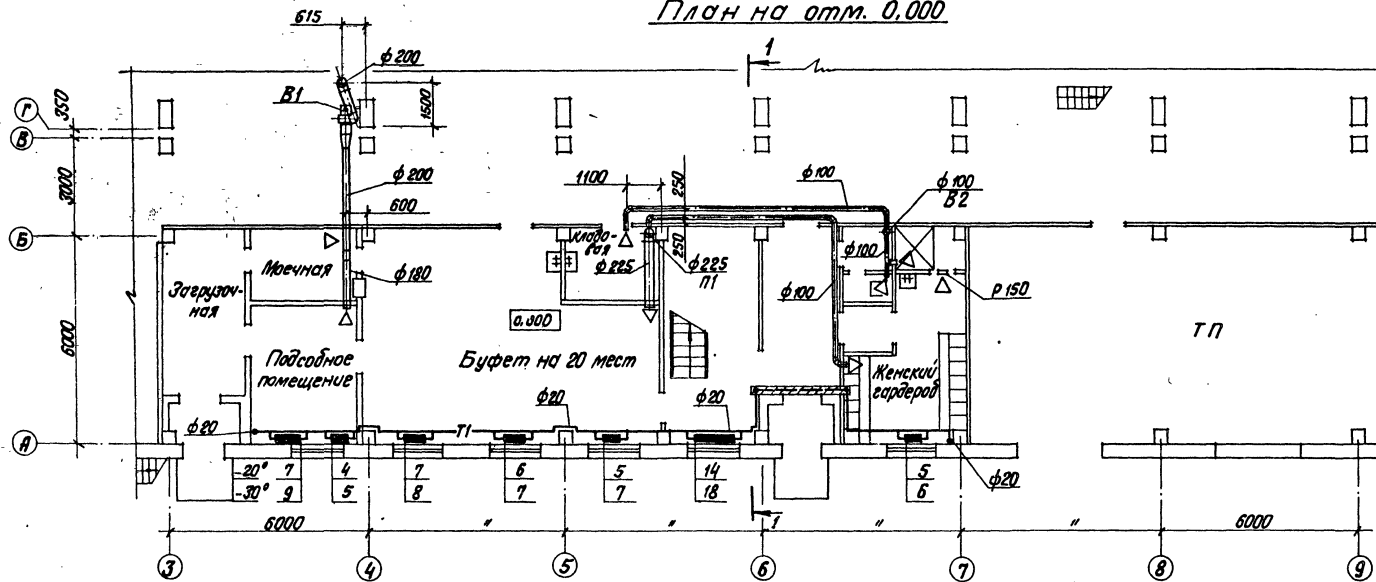 План на отм. 0.000
615
ф200
1
В1
1500
Г
350
В
3000
ф200
600
1100
250
ф100
ф100
В2
Б
250
Кладо-
вая
Моечная
ф180
ф225
ф225
П1
ф100
Загрузоч-
ная
ф100
Р150
0.000
6000
ТП
Подсобное
помещение
Буфет на 20 мест
Женский
гардероб
ф20
Т1
ф20
ф20
А
-20° 7 4 7 6 5 14 5
-30° 9 5 8 7 7 18 6
ф20
1
6000 " " " " 6000
3 4 5 6 7 8 9